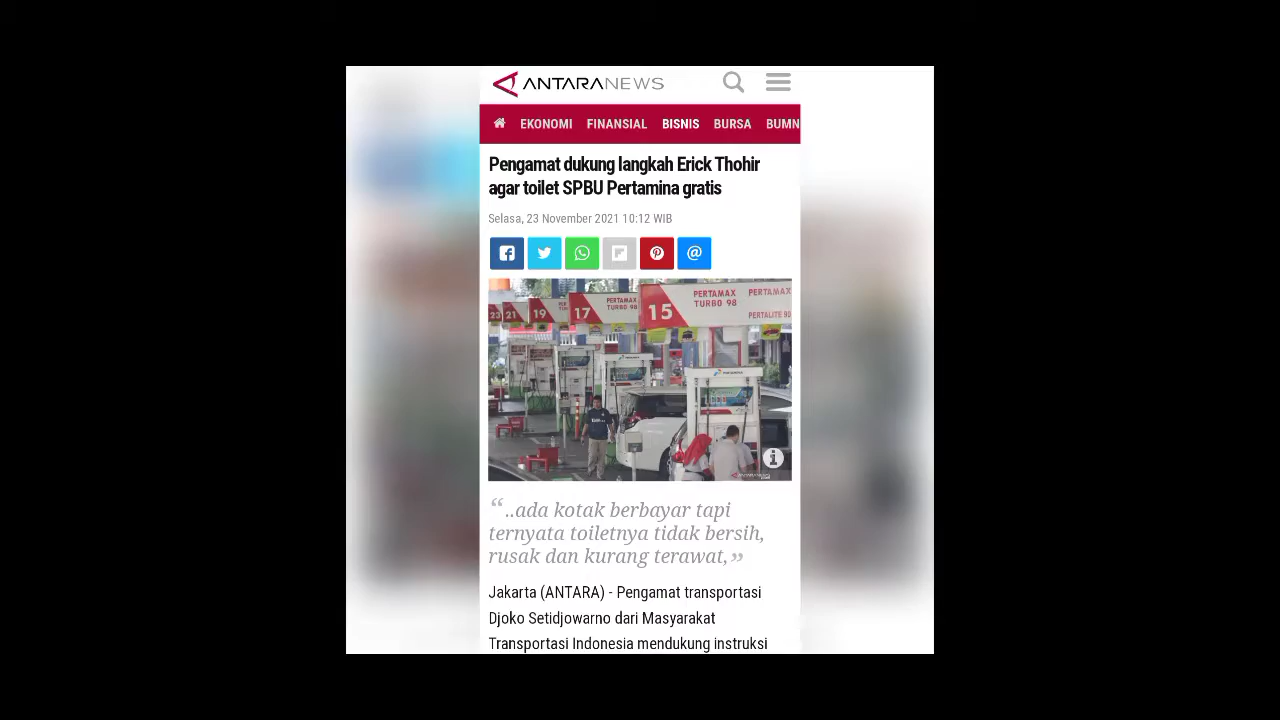 ANTARANEWS
EKONOMI FINANSIAL BISNIS BURSA BUMN
Pengamat dukung langkah Erick Thohir
agar toilet SPBU Pertamina gratis
Selasa, 23 November 2021 10:12 WIB
23 21 19 17 15
PERTAMAX
TURBO 98
PERTAMAX
TURBO 98
PERTAMAX
PERTALITE 90
“..ada kotak berbayar tapi
ternyata toiletnya tidak bersih,
rusak dan kurang terawat,”
Jakarta (ANTARA) - Pengamat transportasi
Djoko Setidjowarno dari Masyarakat
Transportasi Indonesia mendukung instruksi